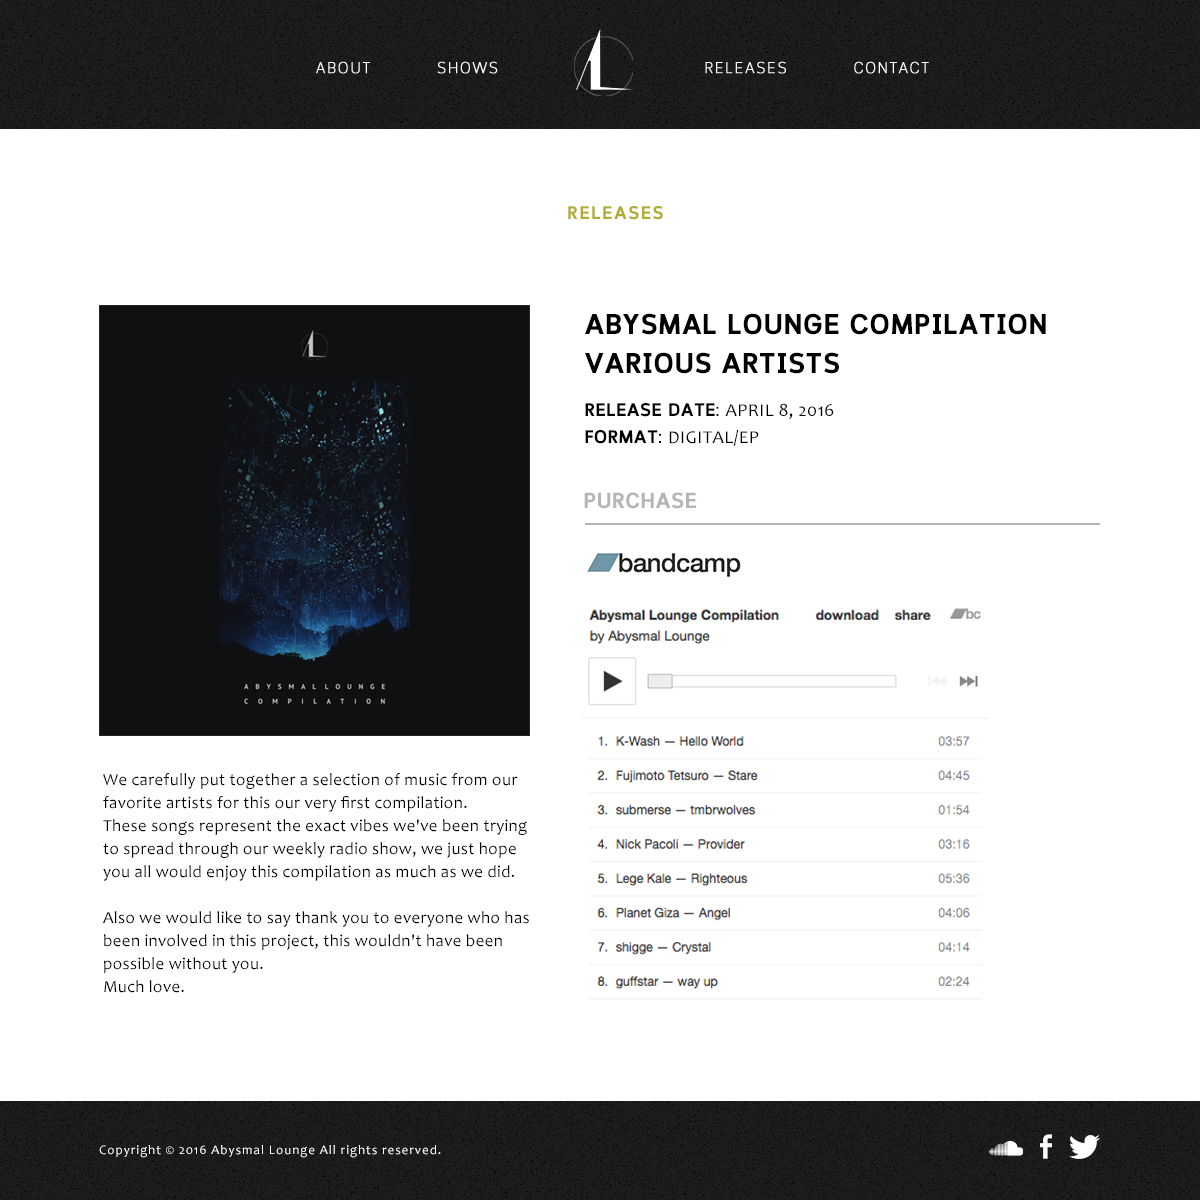 ABOUT
SHOWS
AL
RELEASES
CONTACT
RELEASES
ABYSMALLOUNGE
COMPILATION
We carefully put together a selection of music from our
favorite artists for this our very first compilation.
These songs represent the exact vibes we've been trying
to spread through our weekly radio show, we just hope
you all would enjoy this compilation as much as we did.
Also we would like to say thank you to everyone who has
been involved in this project, this wouldn't have been
possible without you.
Much love.
ABYSMAL LOUNGE COMPILATION
VARIOUS ARTISTS
RELEASE DATE: APRIL 8, 2016
FORMAT: DIGITAL/EP
PURCHASE
bandcamp
Abysmal Lounge Compilation download share bc
by Abysmal Lounge
1. K-Wash — Hello World 03:57
2. Fujimoto Tetsuro — Stare 04:45
3. submerse — tmbrwolves 01:54
4. Nick Pacoli — Provider 03:16
5. Lege Kale — Righteous 05:36
6. Planet Giza — Angel 04:06
7. shigge — Crystal 04:14
8. guffstar — way up 02:24
Copyright © 2016 Abysmal Lounge All rights reserved.